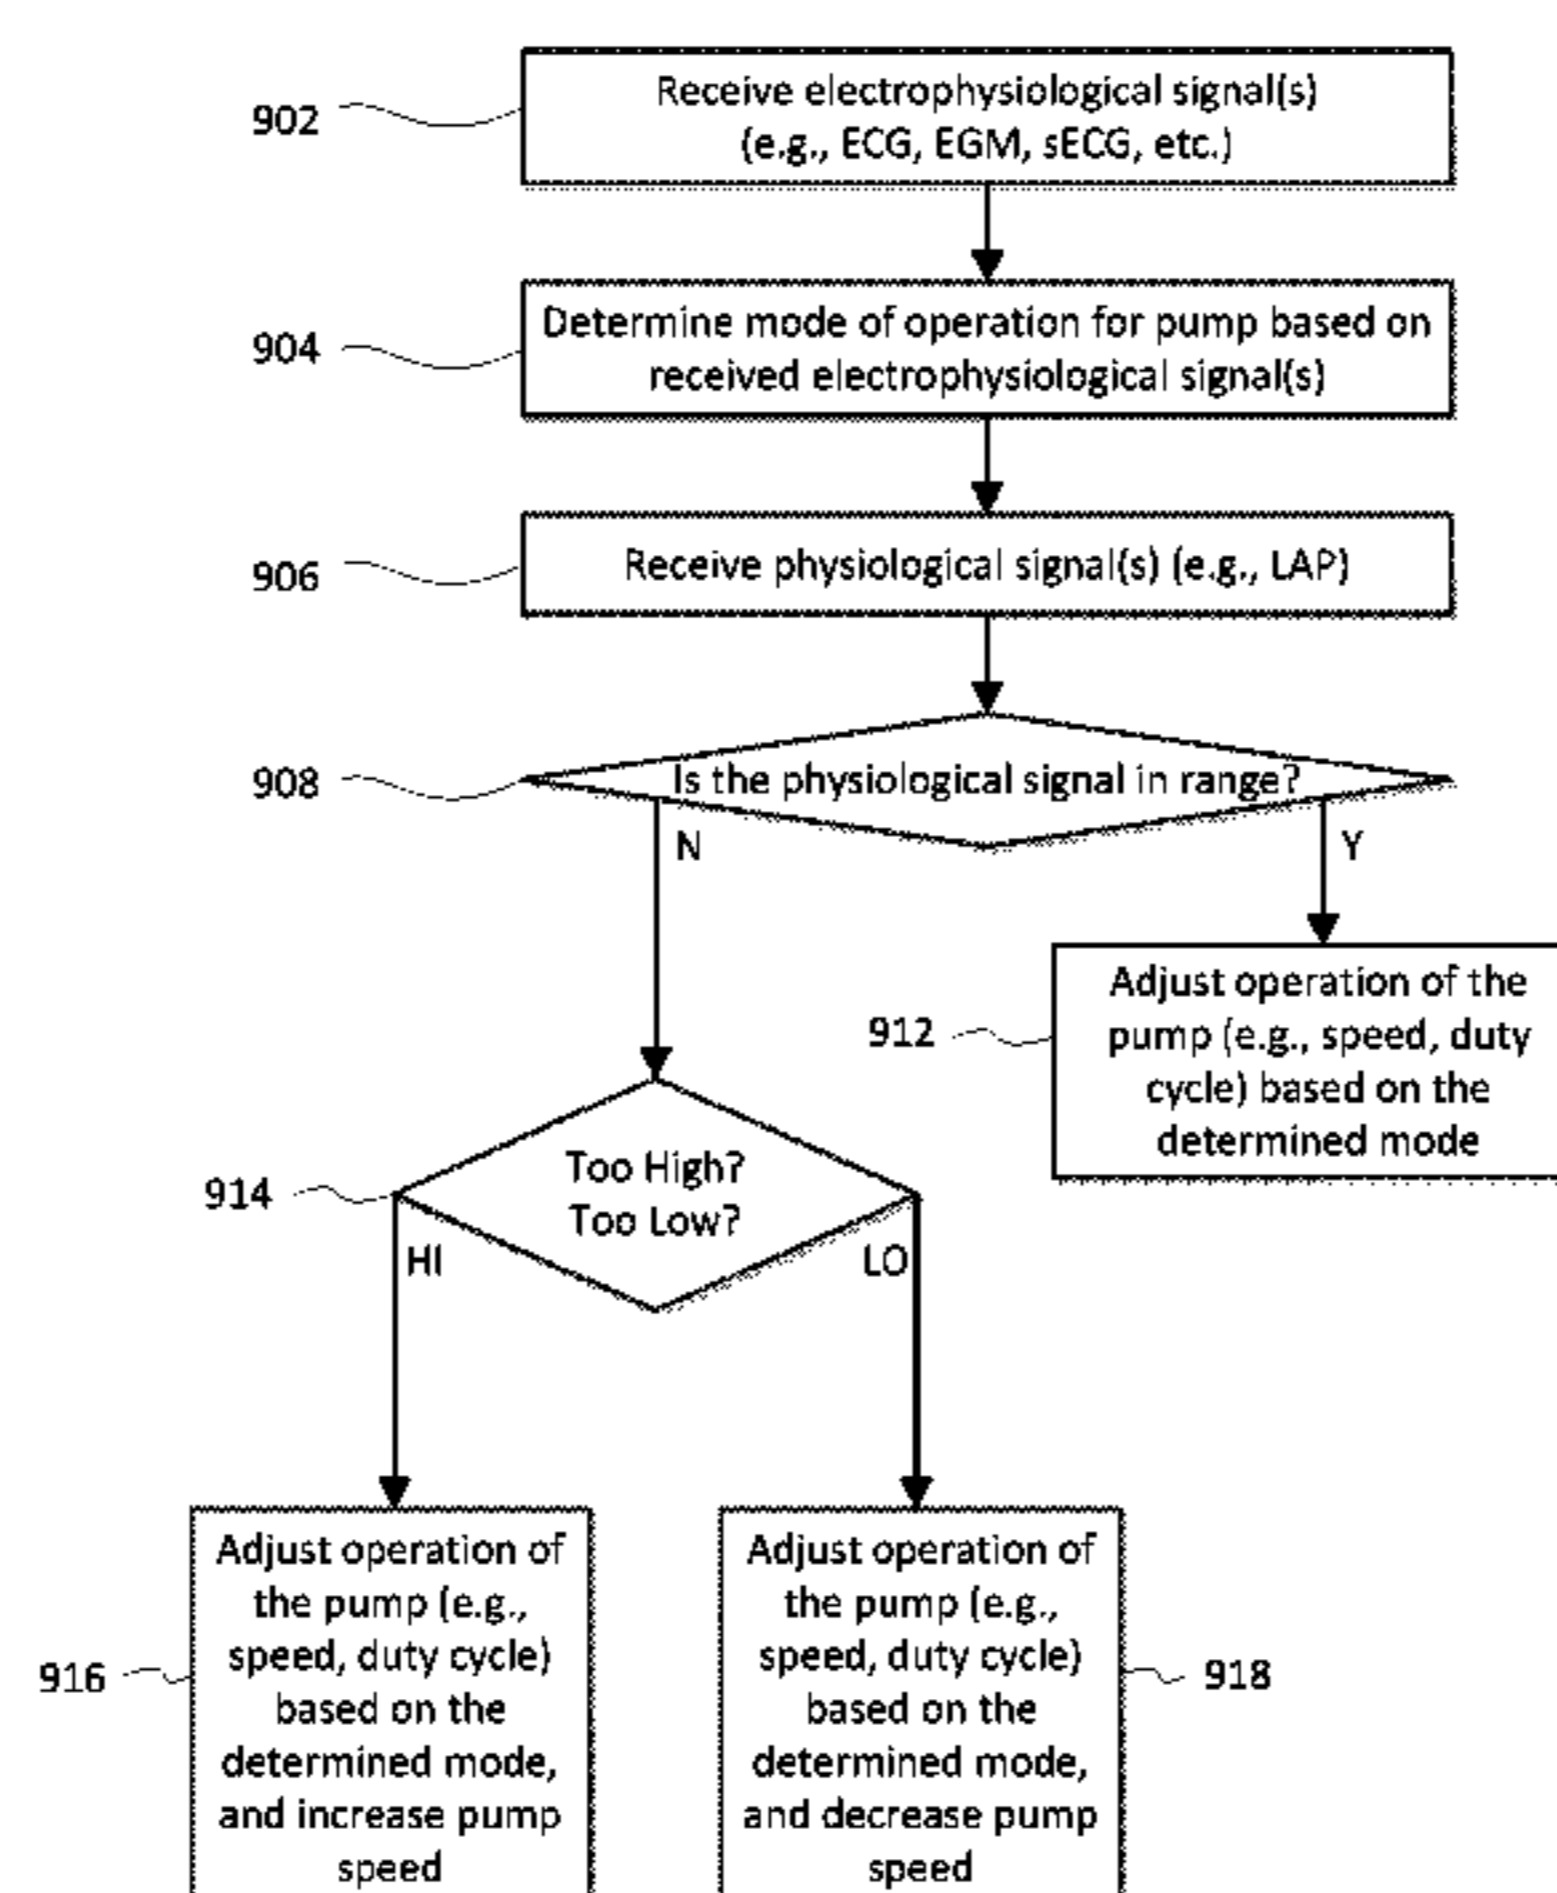 902
Receive electrophysiological signal(s)
(e.g., ECG, EGM, sECG, etc.)
904
Determine mode of operation for pump based on
received electrophysiological signal(s)
906
Receive physiological signal(s) (e.g., LAP)
908
Is the physiological signal in range?
N
Y
912
Adjust operation of the
pump (e.g., speed, duty
cycle) based on the
determined mode
914
Too High?
Too Low?
HI
LO
916
Adjust operation of
the pump (e.g.,
speed, duty cycle)
based on the
determined mode,
and increase pump
speed
Adjust operation of
the pump (e.g.,
speed, duty cycle)
based on the
determined mode,
and decrease pump
speed
918